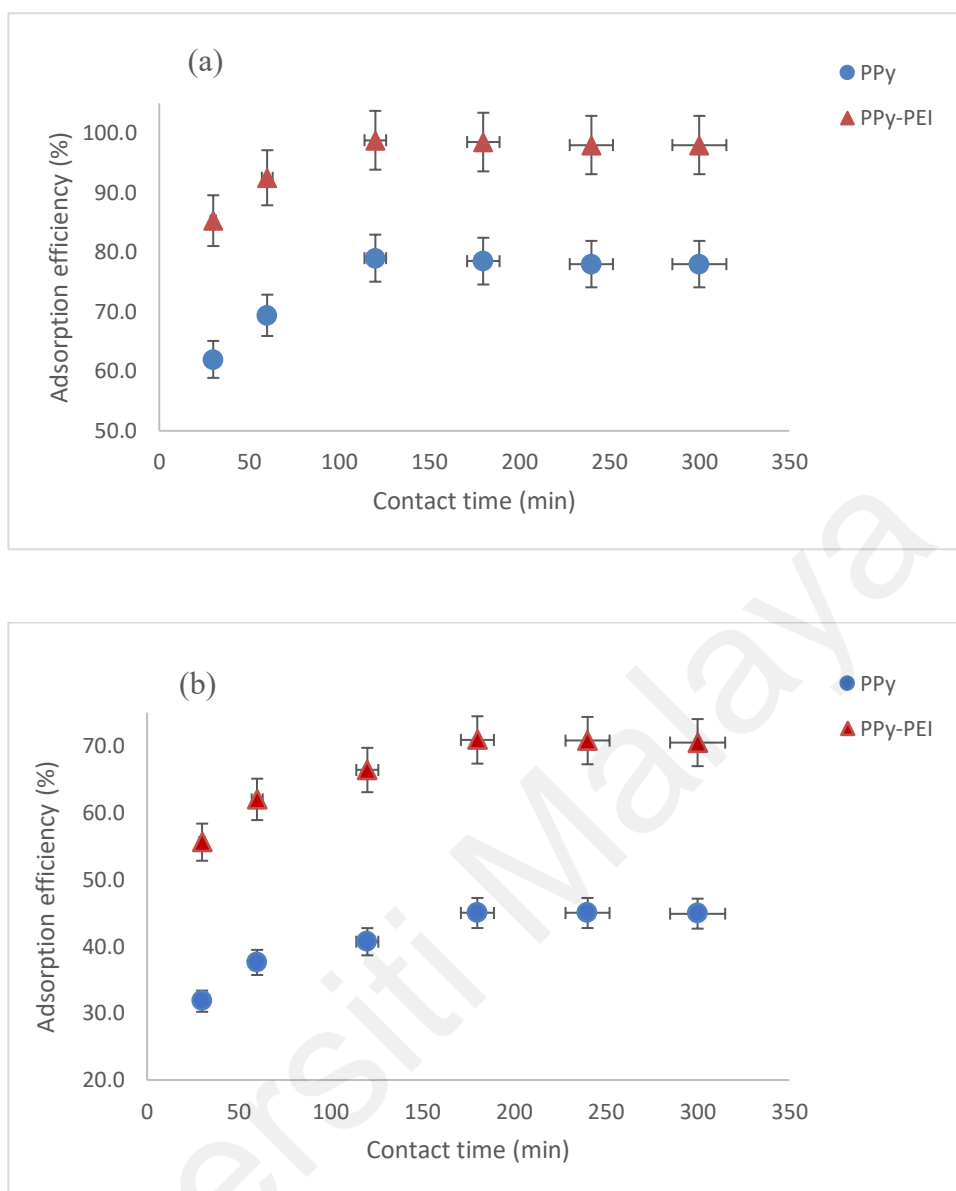 (a)
PPy
PPy-PEI
Adsorption efficiency (%)
100.0
90.0
80.0
70.0
60.0
50.0
0 50 100 150 200 250 300 350
Contact time (min)
(b)
PPy
PPy-PEI
Adsorption efficiency (%)
70.0
60.0
50.0
40.0
30.0
20.0
0 50 100 150 200 250 300 350
Contact time (min)
ersiti Malaya